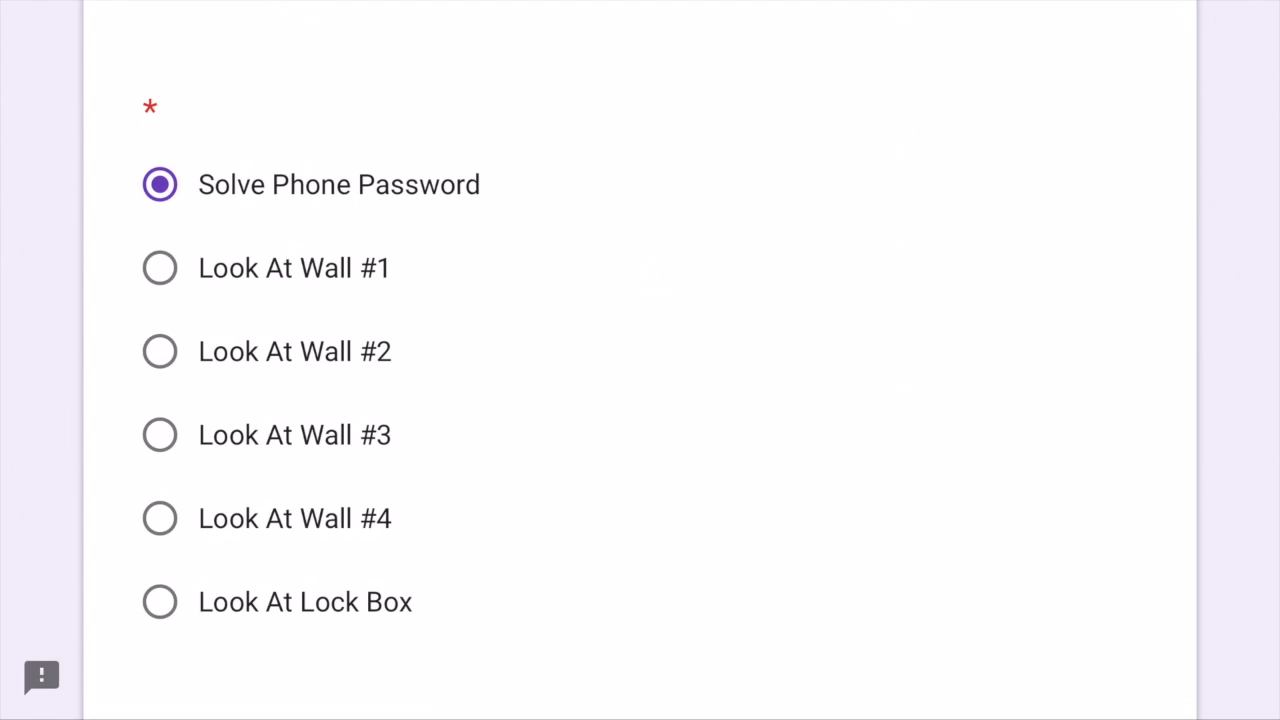 *
Solve Phone Password
Look At Wall #1
Look At Wall #2
Look At Wall #3
Look At Wall #4
Look At Lock Box